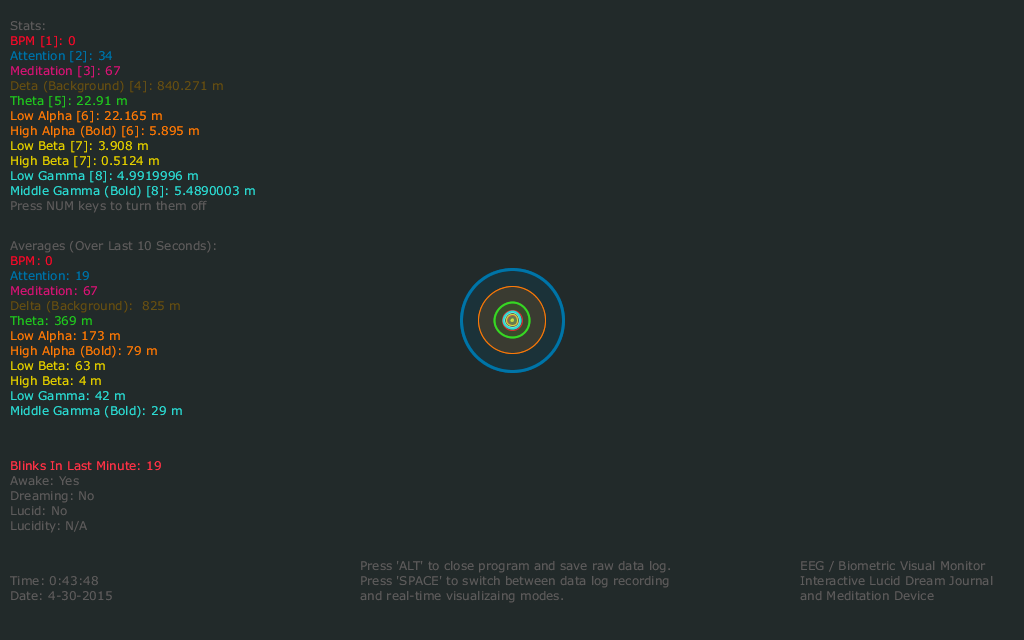 Stats:
BPM [1]: 0
Attention [2]: 34
Meditation [3]: 67
Deta (Background) [4]: 840.271 m
Theta [5]: 22.91 m
Low Alpha [6]: 22.165 m
High Alpha (Bold) [6]: 5.895 m
Low Beta [7]: 3.908 m
High Beta [7]: 0.5124 m
Low Gamma [8]: 4.9919996 m
Middle Gamma (Bold) [8]: 5.4890003 m
Press NUM keys to turn them off
Averages (Over Last 10 Seconds):
BPM: 0
Attention: 19
Meditation: 67
Delta (Background):  825 m
Theta: 369 m
Low Alpha: 173 m
High Alpha (Bold): 79 m
Low Beta: 63 m
High Beta: 4 m
Low Gamma: 42 m
Middle Gamma (Bold): 29 m
Blinks In Last Minute: 19
Awake: Yes
Dreaming: No
Lucid: No
Lucidity: N/A
Time: 0:43:48
Date: 4-30-2015
Press 'ALT' to close program and save raw data log.
Press 'SPACE' to switch between data log recording
and real-time visualizaing modes.
EEG / Biometric Visual Monitor
Interactive Lucid Dream Journal
and Meditation Device